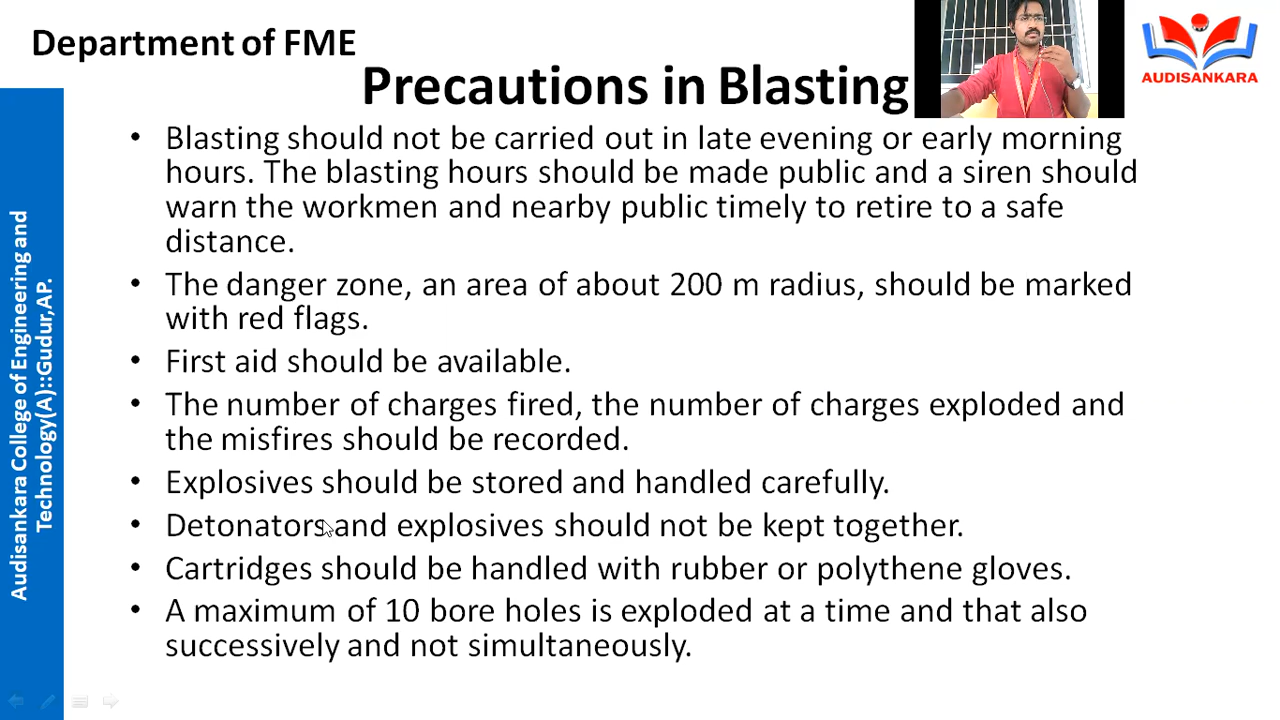 Department of FME
Precautions in Blasting
AUDISANKARA
Audisankara College of Engineering and
Technology(A)::Gudur,AP.
• Blasting should not be carried out in late evening or early morning
hours. The blasting hours should be made public and a siren should
warn the workmen and nearby public timely to retire to a safe
distance.
• The danger zone, an area of about 200 m radius, should be marked
with red flags.
• First aid should be available.
• The number of charges fired, the number of charges exploded and
the misfires should be recorded.
• Explosives should be stored and handled carefully.
• Detonators and explosives should not be kept together.
• Cartridges should be handled with rubber or polythene gloves.
• A maximum of 10 bore holes is exploded at a time and that also
successively and not simultaneously.